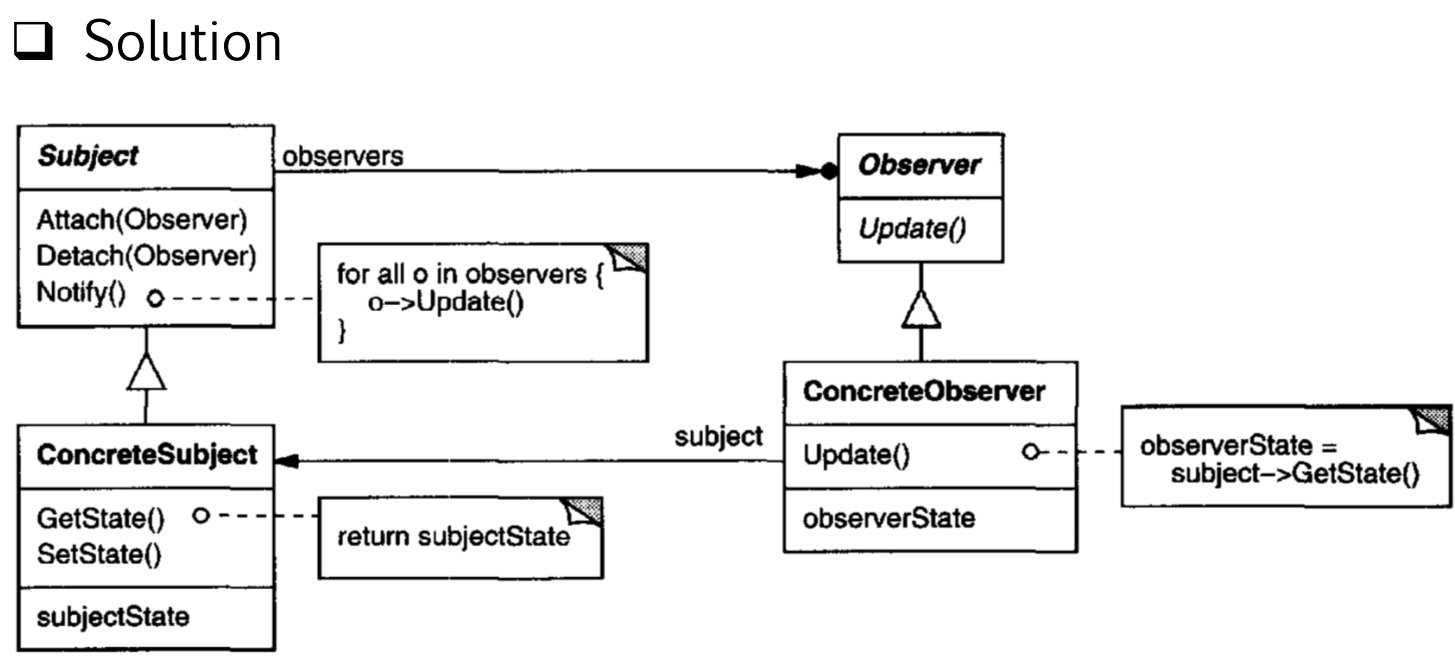 Solution
Subject
Attach(Observer)
Detach(Observer)
Notify()
observers
for all o in observers {
o->Update()
}
Observer
Update()
ConcreteSubject
GetState()
SetState()
subjectState
return subjectState
subject
ConcreteObserver
Update()
observerState
observerState =
subject->GetState()